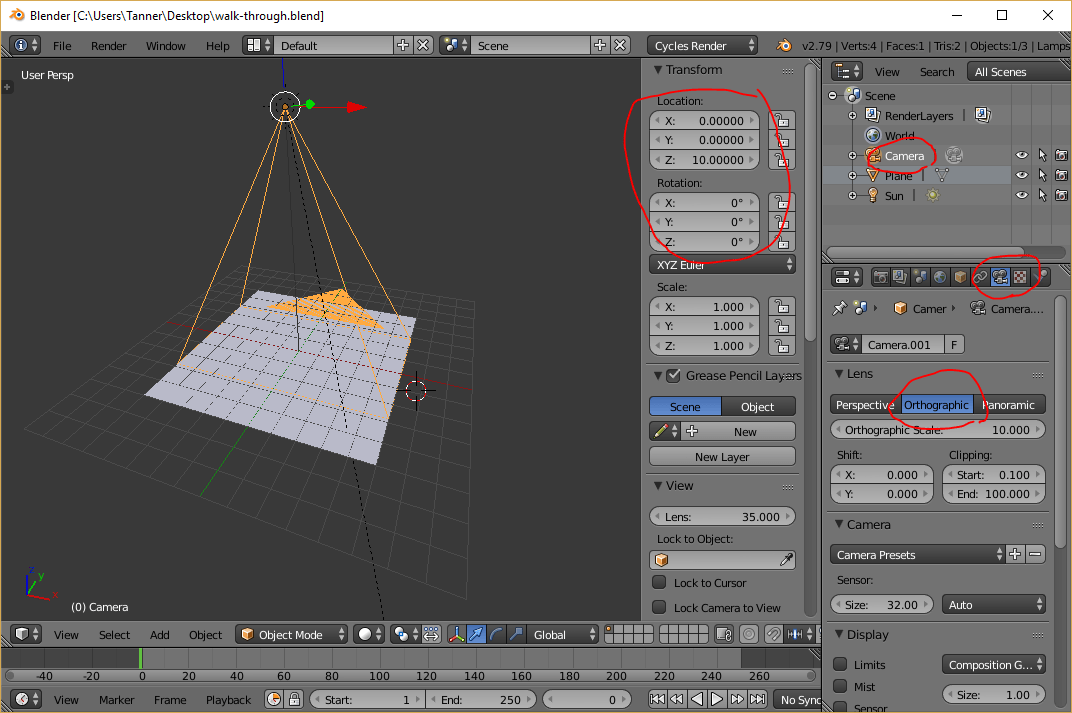 Blender [C:\Users\Tanner\Desktop\walk-through.blend]
File Render Window Help Default Scene Cycles Render v2.79 | Verts:4 | Faces:1 | Tris:2 | Objects:1/3 | Lamps
User Persp
(0) Camera
View Select Add Object Object Mode Global
Transform
Location:
X: 0.00000
Y: 0.00000
Z: 10.00000
Rotation:
X: 0°
Y: 0°
Z: 0°
XYZ Euler
Scale:
X: 1.000
Y: 1.000
Z: 1.000
Grease Pencil Layers
Scene Object
New
New Layer
View
Lens: 35.000
Lock to Object:
Lock to Cursor
Lock Camera to View
View Search All Scenes
Scene
RenderLayers |
World
Camera
Plane |
Sun |
Camer Camera....
Camera.001 F
Lens
Perspective Orthographic Panoramic
Orthographic Scale: 10.000
Shift: Clipping:
X: 0.000 Start: 0.100
Y: 0.000 End: 100.000
Camera
Camera Presets
Sensor:
Size: 32.00 Auto
Display
Limits Composition G...
Mist Size: 1.00
Sensor
-40 -20 0 20 40 60 80 100 120 140 160 180 200 220 240 260
View Marker Frame Playback Start: 1 End: 250 0 No Sync
z
y
x